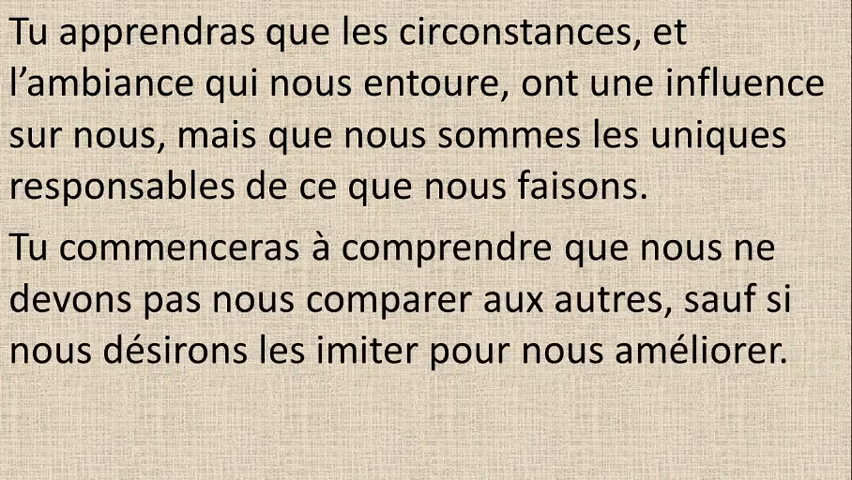 Tu apprendras que les circonstances, et
l’ambiance qui nous entoure, ont une influence
sur nous, mais que nous sommes les uniques
responsables de ce que nous faisons.
Tu commenceras à comprendre que nous ne
devons pas nous comparer aux autres, sauf si
nous désirons les imiter pour nous améliorer.